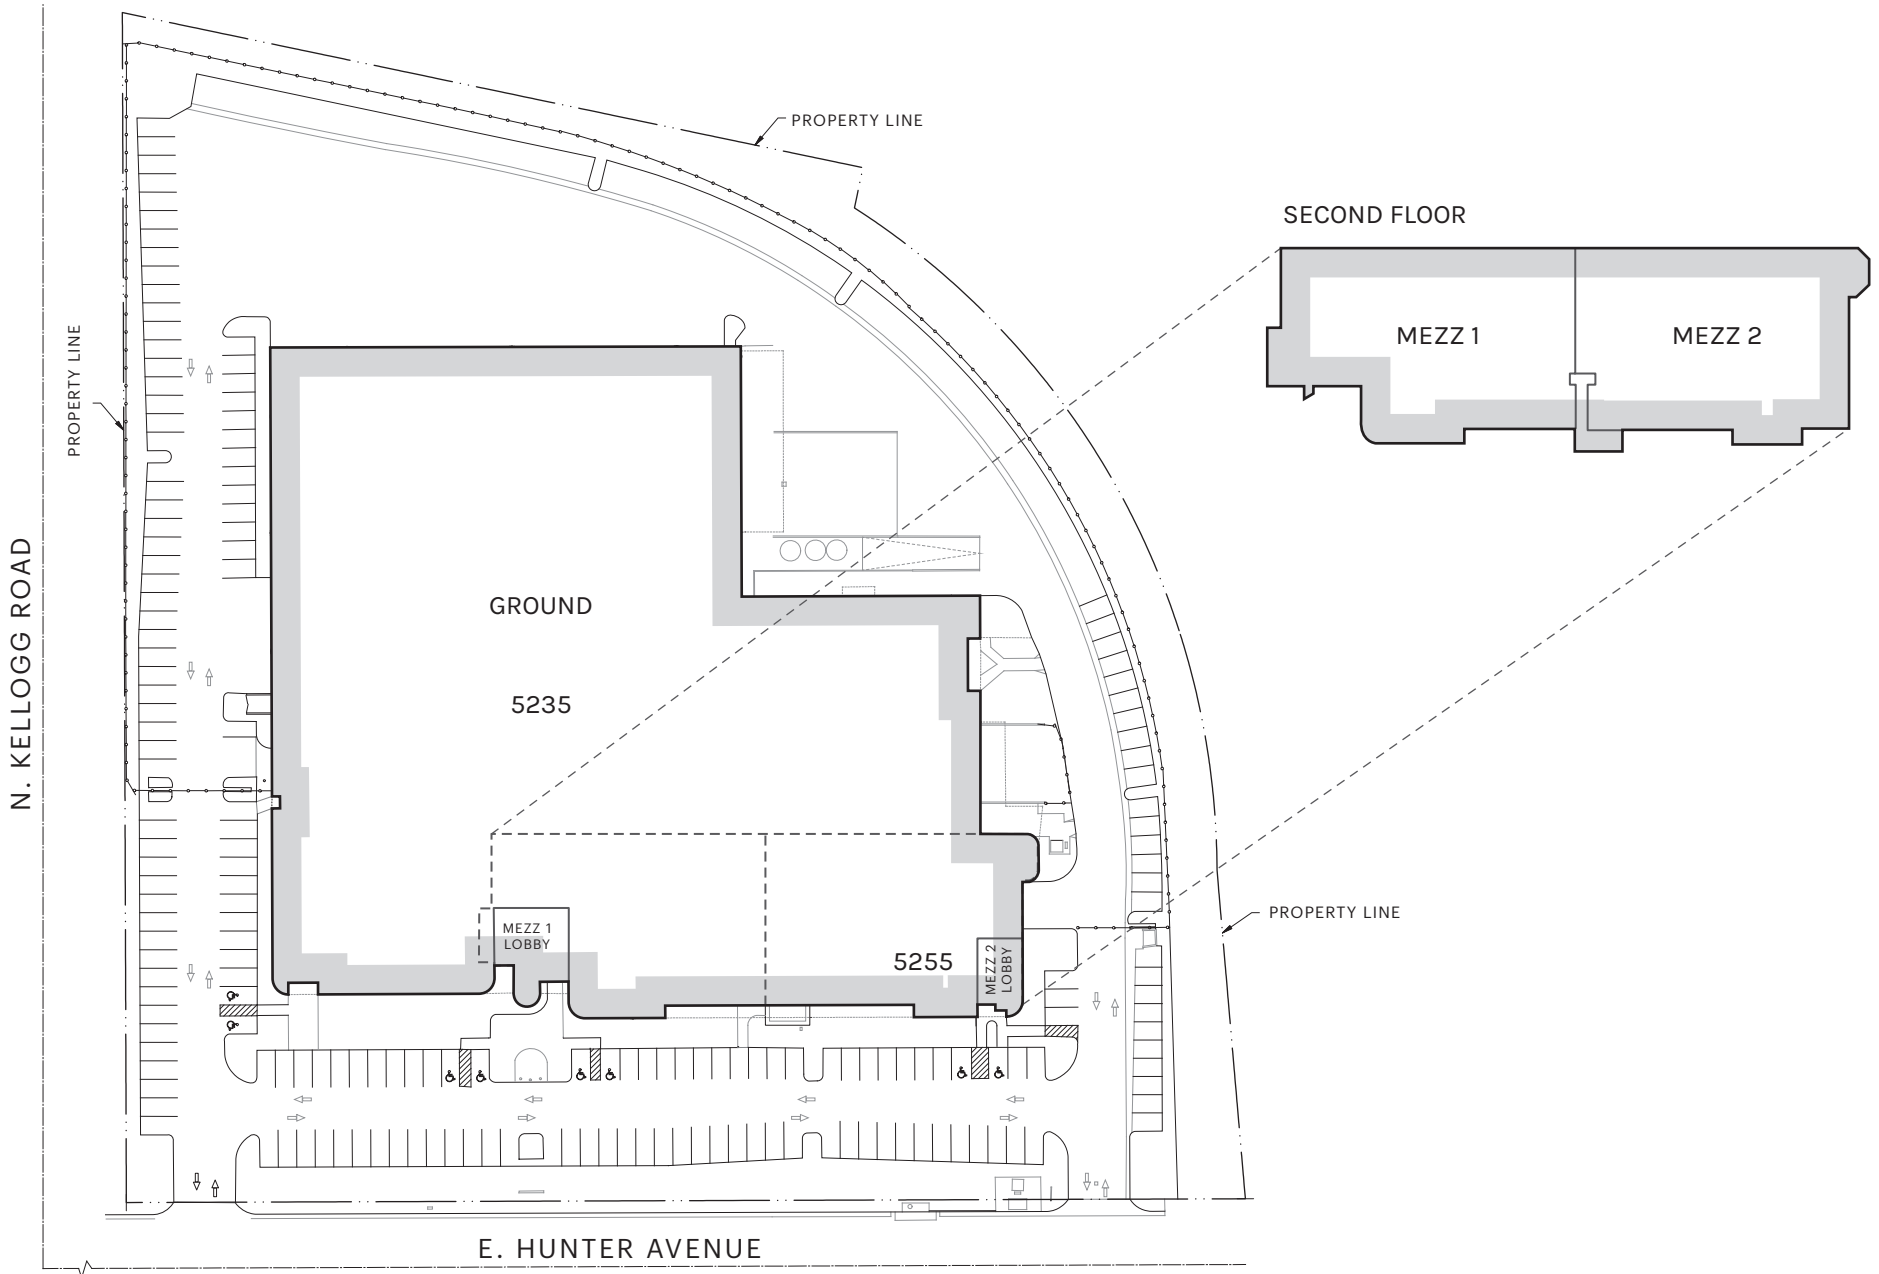 PROPERTY LINE
SECOND FLOOR
MEZZ 1
MEZZ 2
PROPERTY LINE
N. KELLOGG ROAD
GROUND
5235
MEZZ 1
LOBBY
5255
MEZZ 2
LOBBY
PROPERTY LINE
E. HUNTER AVENUE